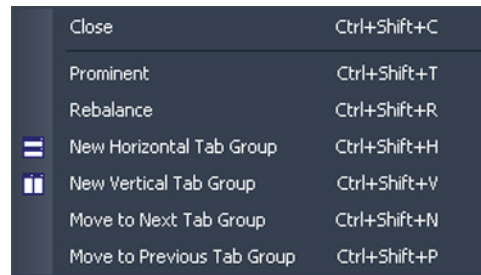 Close Ctrl+Shift+C
Prominent Ctrl+Shift+T
Rebalance Ctrl+Shift+R
New Horizontal Tab Group Ctrl+Shift+H
New Vertical Tab Group Ctrl+Shift+V
Move to Next Tab Group Ctrl+Shift+N
Move to Previous Tab Group Ctrl+Shift+P